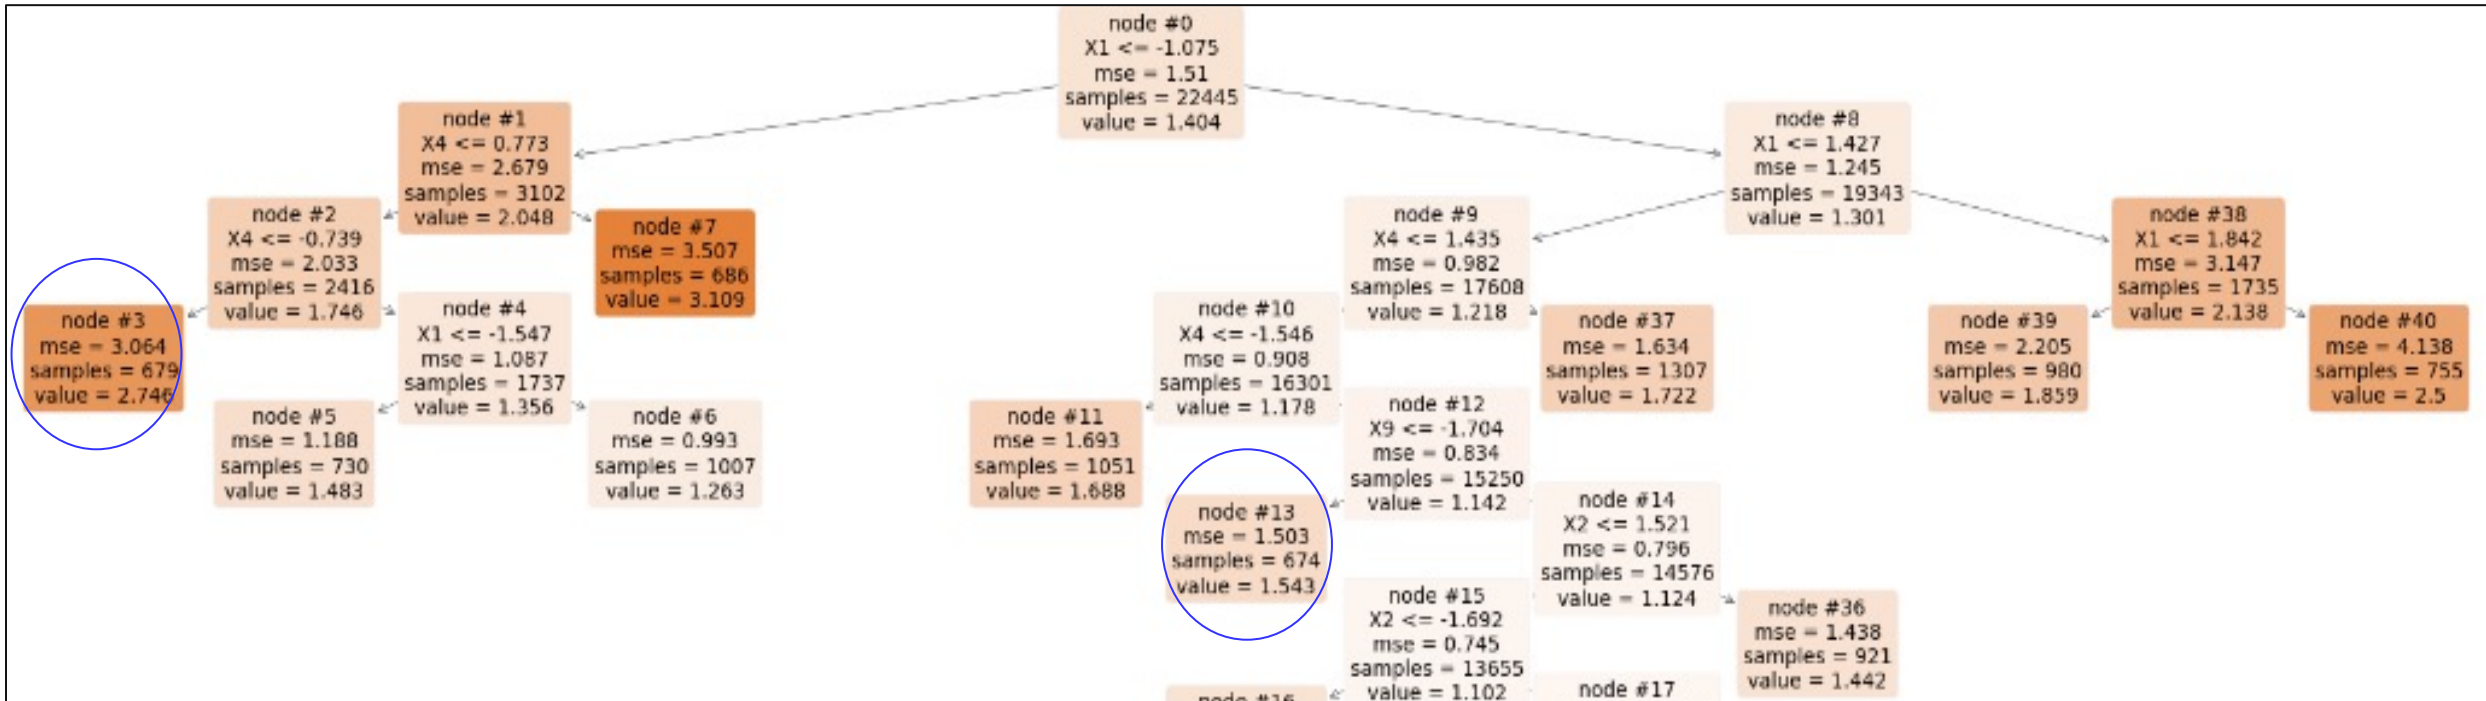 node #0
X1 <= -1.075
mse = 1.51
samples = 22445
value = 1.404
node #1
X4 <= 0.773
mse = 2.679
samples = 3102
value = 2.048
node #8
X1 <= 1.427
mse = 1.245
samples = 19343
value = 1.301
node #2
X4 <= -0.739
mse = 2.033
samples = 2416
value = 1.746
node #7
mse = 3.507
samples = 686
value = 3.109
node #9
X4 <= 1.435
mse = 0.982
samples = 17608
value = 1.218
node #38
X1 <= 1.842
mse = 3.147
samples = 1735
value = 2.138
node #3
mse = 3.064
samples = 679
value = 2.746
node #4
X1 <= -1.547
mse = 1.087
samples = 1737
value = 1.356
node #10
X4 <= -1.546
mse = 0.908
samples = 16301
value = 1.178
node #37
mse = 1.634
samples = 1307
value = 1.722
node #39
mse = 2.205
samples = 980
value = 1.859
node #40
mse = 4.138
samples = 755
value = 2.5
node #5
mse = 1.188
samples = 730
value = 1.483
node #6
mse = 0.993
samples = 1007
value = 1.263
node #11
mse = 1.693
samples = 1051
value = 1.688
node #12
X9 <= -1.704
mse = 0.834
samples = 15250
value = 1.142
node #13
mse = 1.503
samples = 674
value = 1.543
node #14
X2 <= 1.521
mse = 0.796
samples = 14576
value = 1.124
node #15
X2 <= -1.692
mse = 0.745
samples = 13655
value = 1.102
node #36
mse = 1.438
samples = 921
value = 1.442
node #17